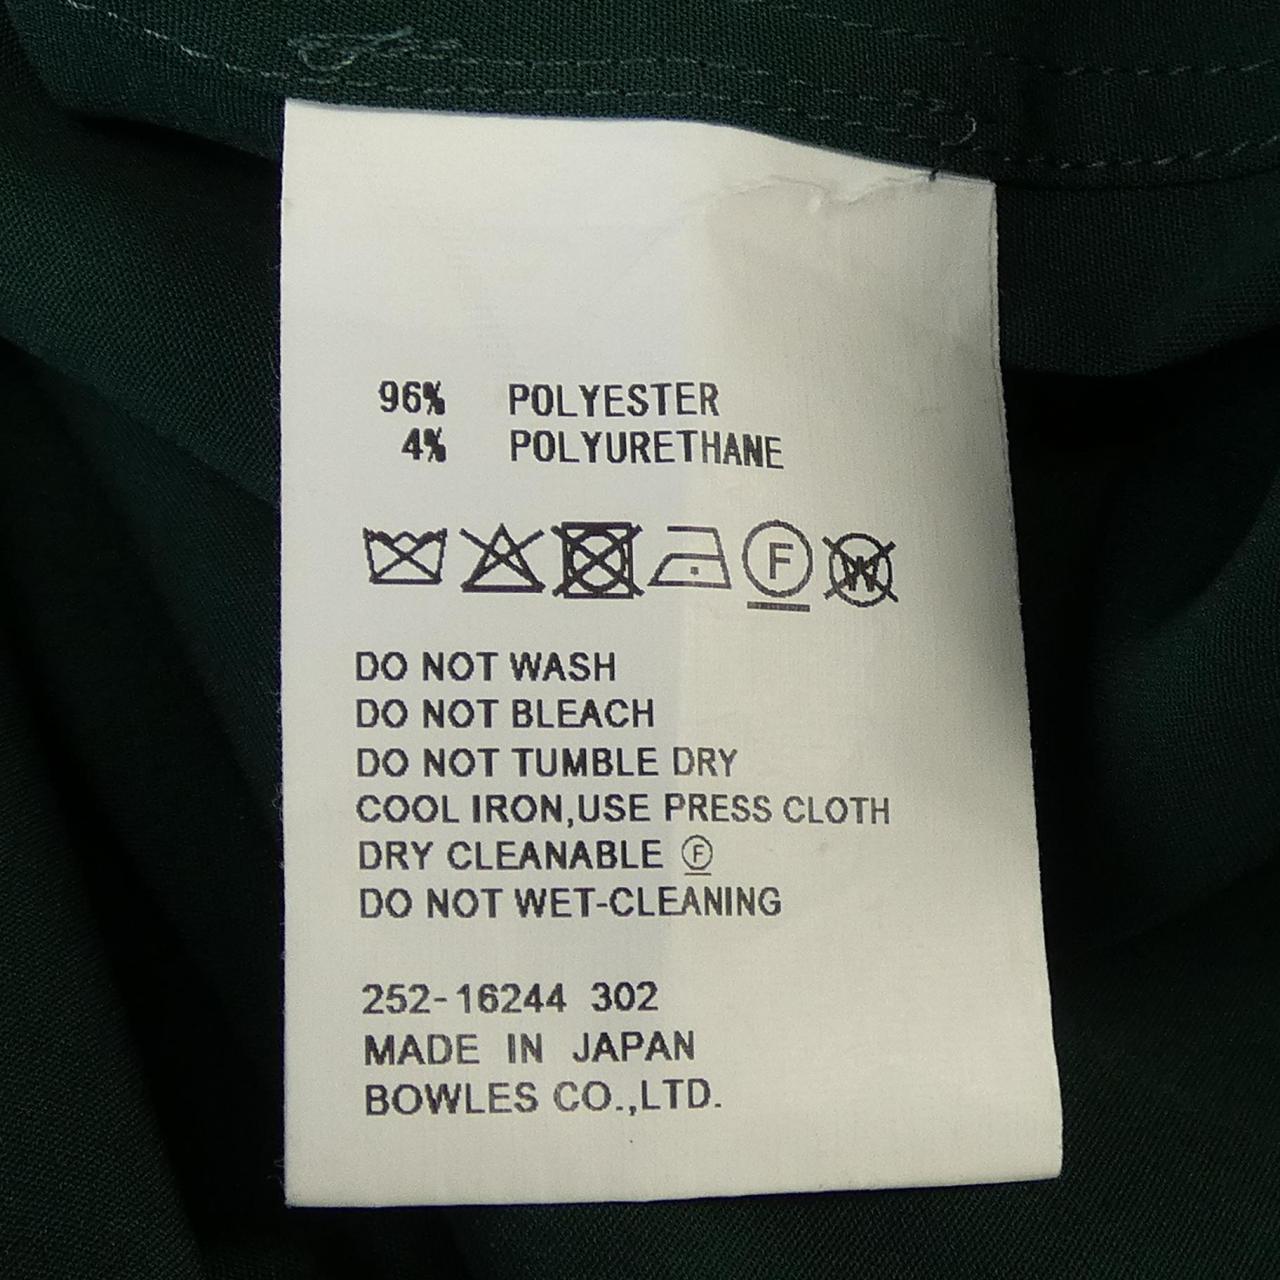 96% POLYESTER
4% POLYURETHANE
F W
DO NOT WASH
DO NOT BLEACH
DO NOT TUMBLE DRY
COOL IRON,USE PRESS CLOTH
DRY CLEANABLE Ⓕ
DO NOT WET-CLEANING
252-16244 302
MADE IN JAPAN
BOWLES CO.,LTD.